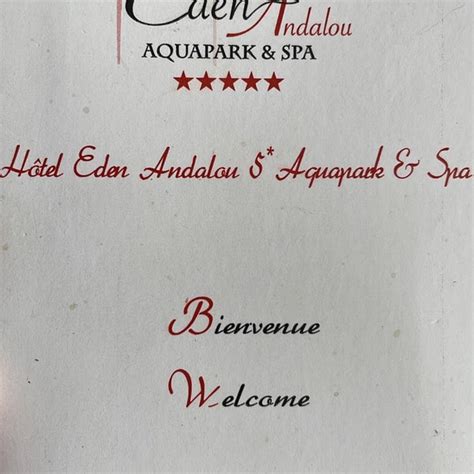 Eden Andalou
AQUAPARK & SPA
★★★★★
Hôtel Eden Andalou 5* Aquapark & Spa
Bienvenue
Welcome